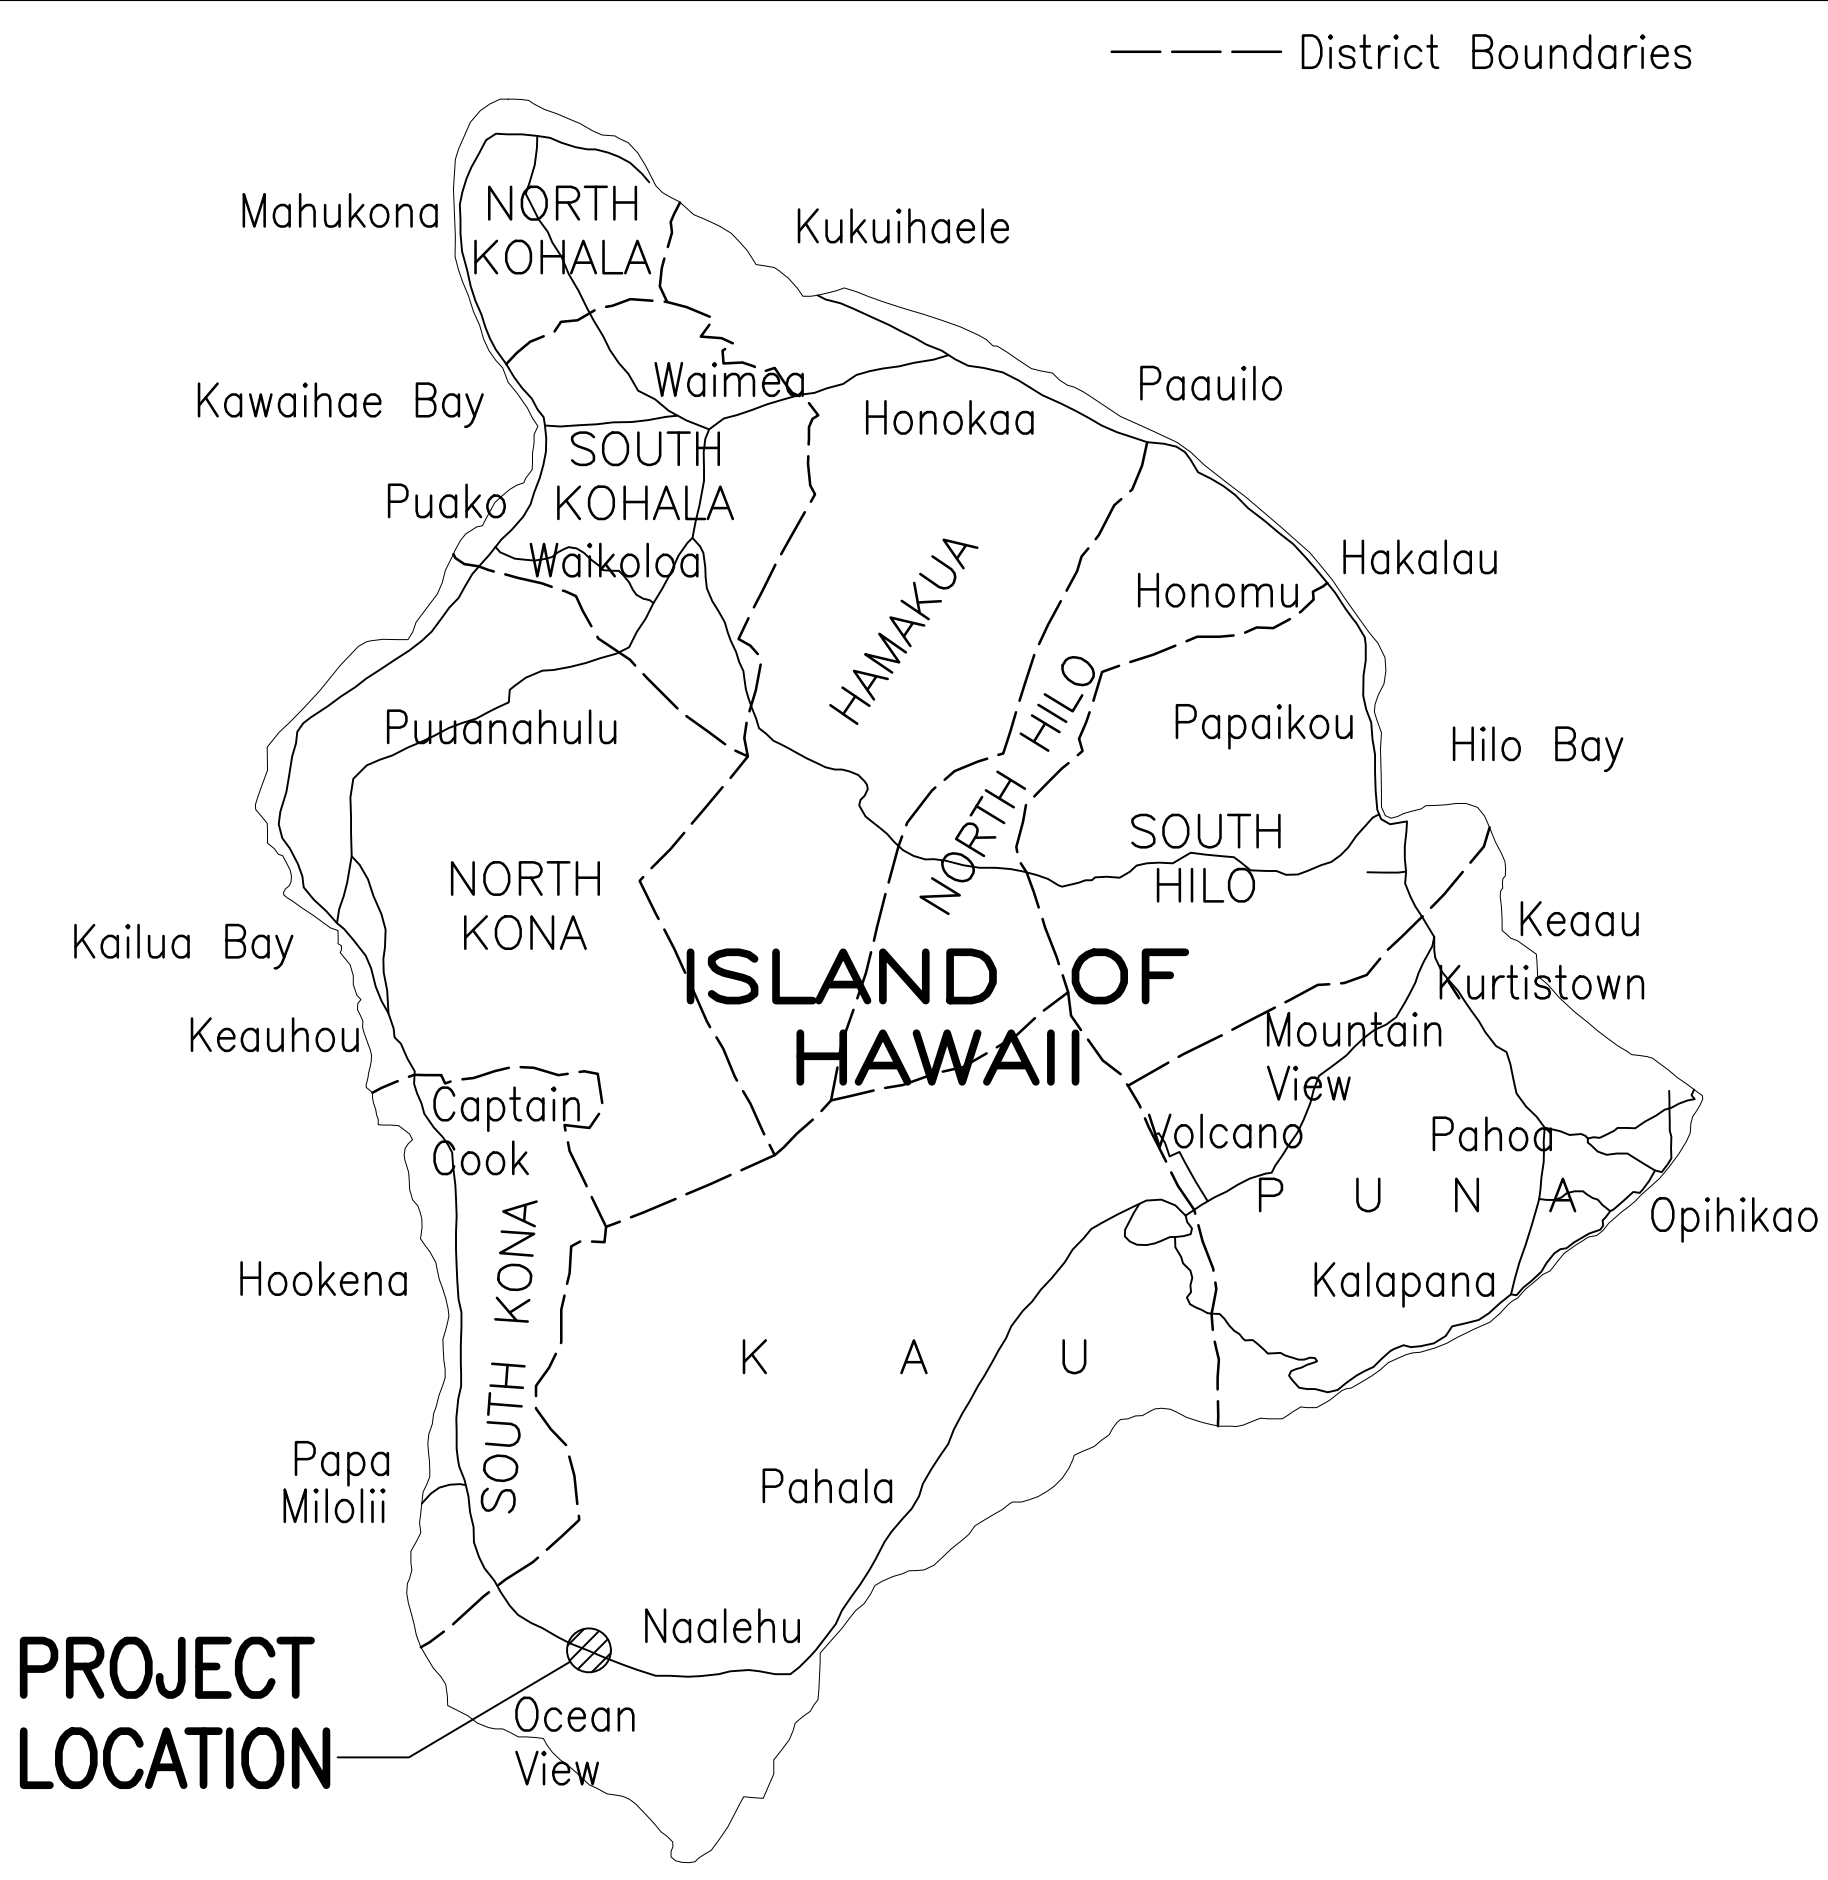 District Boundaries
Mahukona
NORTH
KOHALA
Kukuihaele
Kawaihae Bay
Waimea
Paauilo
Honokaa
SOUTH
KOHALA
Puako
Waikoloa
Hakalau
Honomu
HAMAKUA
Puuanahulu
NORTH HILO
Papaikou
Hilo Bay
SOUTH
HILO
NORTH
KONA
Kailua Bay
Keaau
Kurtistown
ISLAND OF
HAWAII
Keauhou
Mountain
View
Captain
Cook
Volcano
Pahoa
P U N A
Opihikao
Hookena
SOUTH KONA
Kalapana
K A U
Papa
Milolii
Pahala
Naalehu
PROJECT
LOCATION
Ocean
View